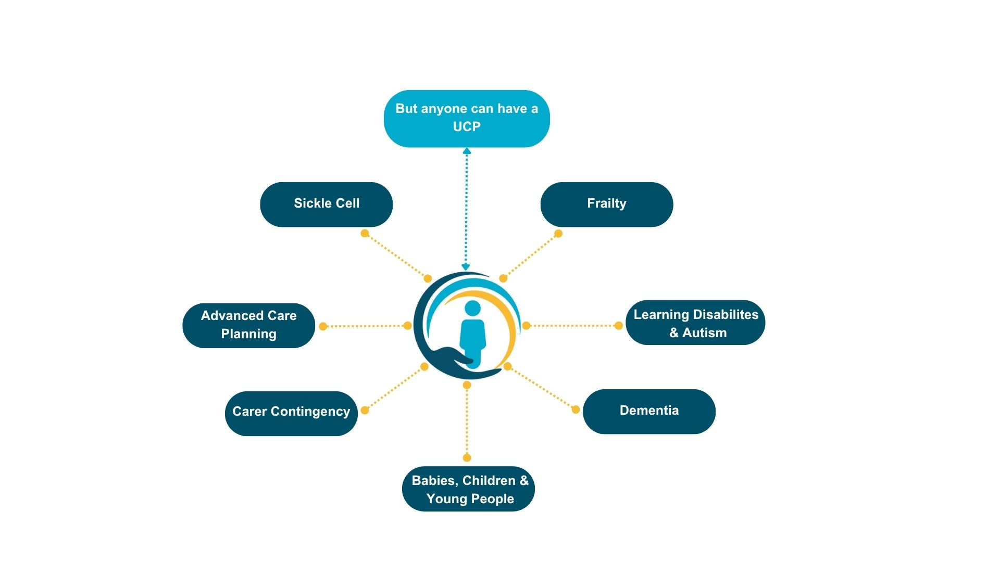 But anyone can have a
UCP
Sickle Cell
Frailty
Advanced Care
Planning
Learning Disabilites
& Autism
Carer Contingency
Dementia
Babies, Children &
Young People